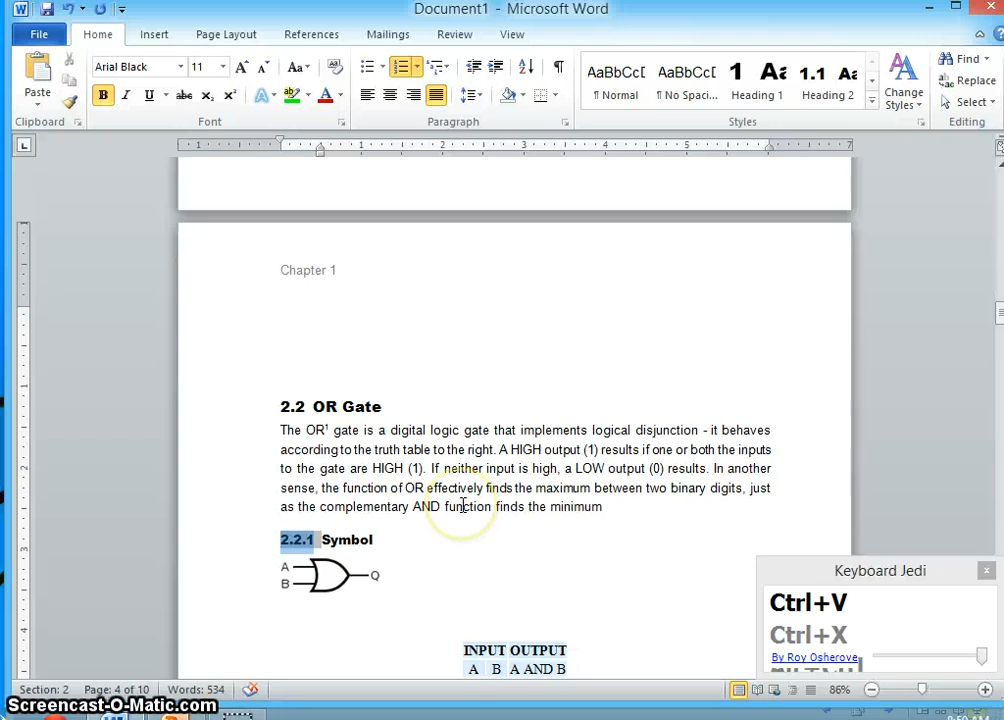 Document1 - Microsoft Word
File Home Insert Page Layout References Mailings Review View
Arial Black 11 Aa
Paste
Clipboard Font Paragraph Styles Editing
AaBbCcD AaBbCcD 1 Aa 1.1 Aa
¶ Normal ¶ No Spaci... Heading 1 Heading 2
Change Styles
Find
Replace
Select
Chapter 1
2.2 OR Gate
The OR¹ gate is a digital logic gate that implements logical disjunction - it behaves
according to the truth table to the right. A HIGH output (1) results if one or both the inputs
to the gate are HIGH (1). If neither input is high, a LOW output (0) results. In another
sense, the function of OR effectively finds the maximum between two binary digits, just
as the complementary AND function finds the minimum
2.2.1 Symbol
A
B
Q
INPUT OUTPUT
A B A AND B
Keyboard Jedi
Ctrl+V
Ctrl+X
By Roy Osherove
Section: 2 Page: 4 of 10 Words: 534 86%
Screencast-O-Matic.com